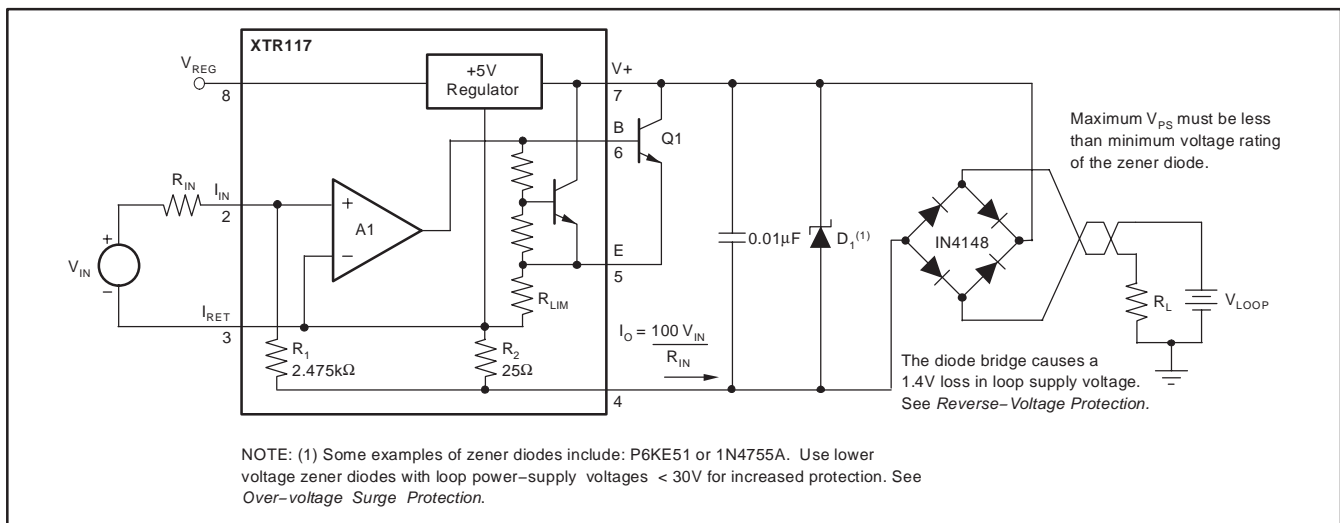 XTR117
V_REG
8
+5V
Regulator
V+
7
B
6
Q1
Maximum V_PS must be less
than minimum voltage rating
of the zener diode.
R_IN
I_IN
2
+
A1
−
+
V_IN
−
0.01µF
D₁⁽¹⁾
IN4148
E
5
R_LIM
R_L
V_LOOP
I_RET
3
R₁
2.475kΩ
R₂
25Ω
I_O = 100 V_IN
R_IN
4
The diode bridge causes a
1.4V loss in loop supply voltage.
See Reverse−Voltage Protection.
NOTE: (1) Some examples of zener diodes include: P6KE51 or 1N4755A. Use lower
voltage zener diodes with loop power−supply voltages < 30V for increased protection. See
Over−voltage Surge Protection.